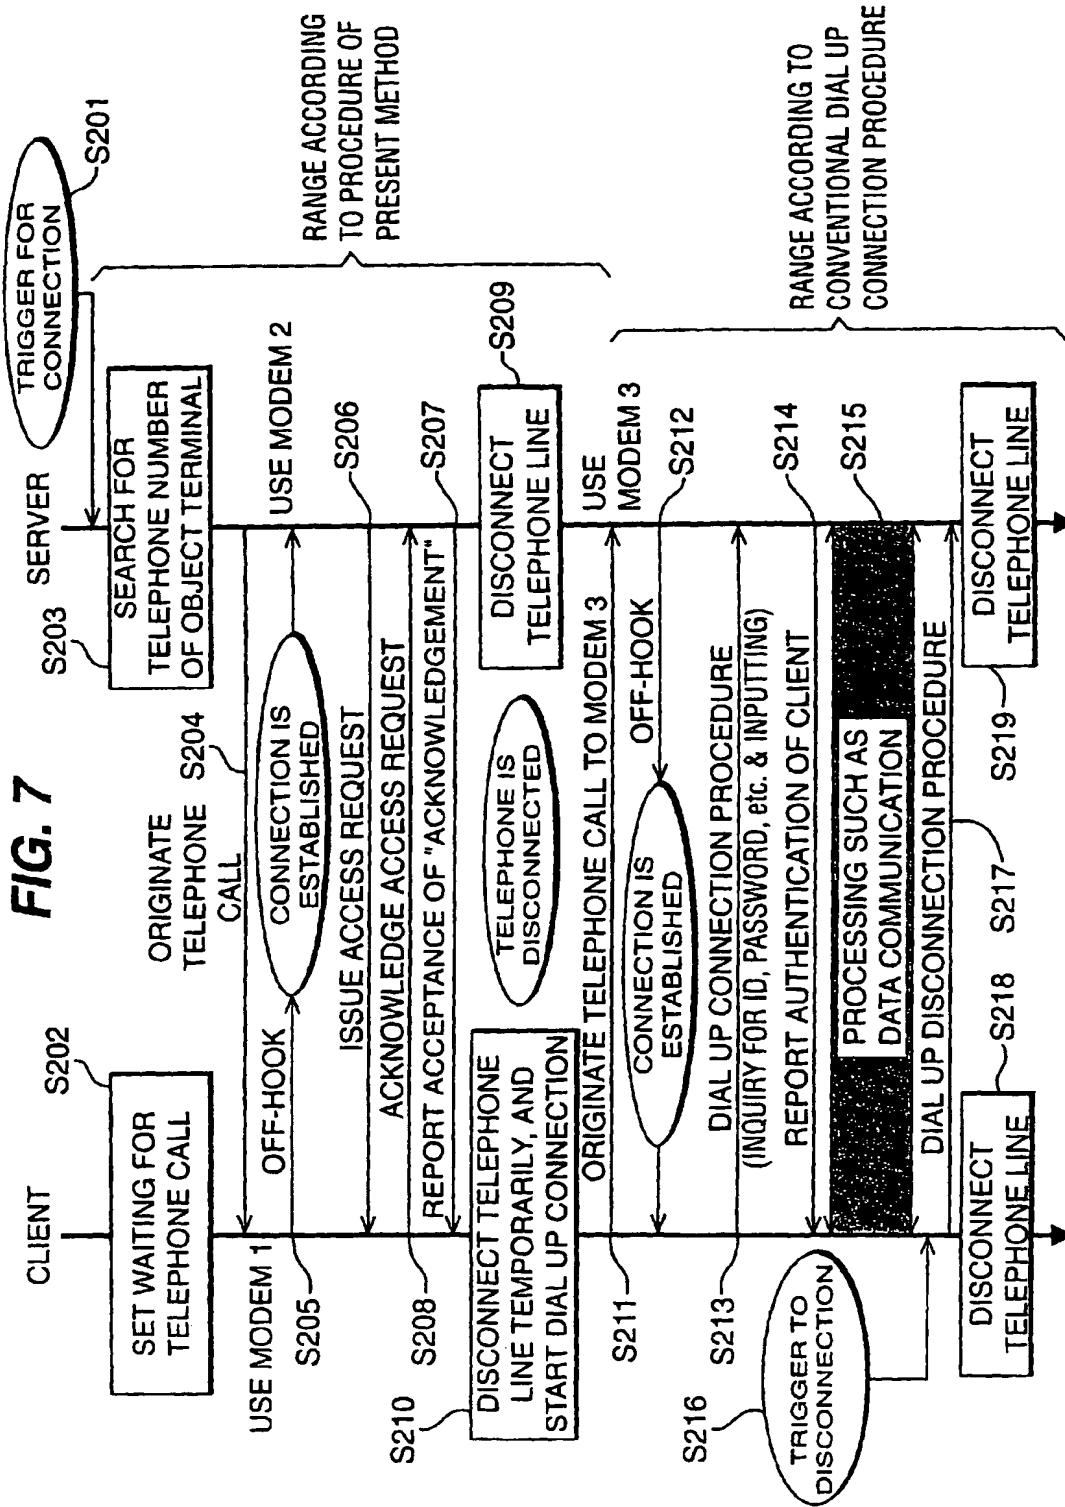 FIG. 7
CLIENT
SERVER
TRIGGER FOR
CONNECTION
S201
S202
SET WAITING FOR
TELEPHONE CALL
S203
SEARCH FOR
TELEPHONE NUMBER
OF OBJECT TERMINAL
ORIGINATE
TELEPHONE
CALL
S204
USE MODEM 1
OFF-HOOK
S205
CONNECTION IS
ESTABLISHED
USE MODEM 2
ISSUE ACCESS REQUEST
S206
ACKNOWLEDGE ACCESS REQUEST
S208
REPORT ACCEPTANCE OF "ACKNOWLEDGEMENT"
S207
RANGE ACCORDING
TO PROCEDURE OF
PRESENT METHOD
S210
DISCONNECT TELEPHONE
LINE TEMPORARILY, AND
START DIAL UP CONNECTION
TELEPHONE IS
DISCONNECTED
DISCONNECT
TELEPHONE LINE
S209
S211
ORIGINATE TELEPHONE CALL TO MODEM 3
USE
MODEM 3
OFF-HOOK
S212
CONNECTION IS
ESTABLISHED
S213
DIAL UP CONNECTION PROCEDURE
(INQUIRY FOR ID, PASSWORD, etc. & INPUTTING)
REPORT AUTHENTICATION OF CLIENT
S214
PROCESSING SUCH AS
DATA COMMUNICATION
S215
RANGE ACCORDING TO
CONVENTIONAL DIAL UP
CONNECTION PROCEDURE
S216
TRIGGER TO
DISCONNECTION
DIAL UP DISCONNECTION PROCEDURE
S217
DISCONNECT
TELEPHONE LINE
S218
DISCONNECT
TELEPHONE LINE
S219